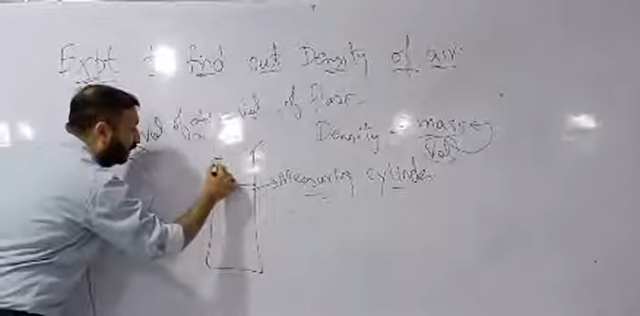 Expt to find out Density of air.
Vol of air = Vol of flask
Density = mass
Vol
Measuring cylinder